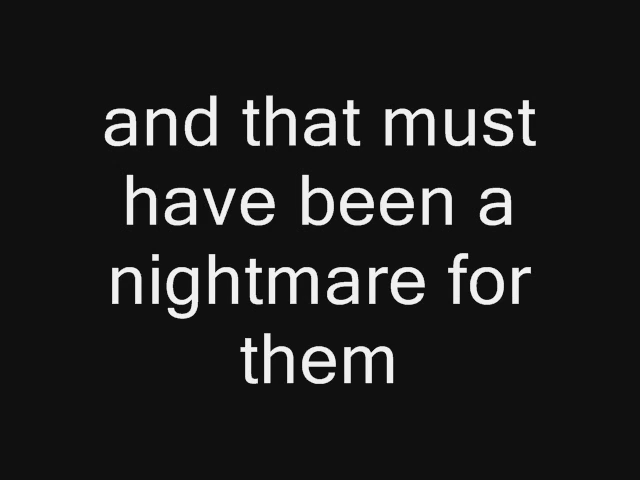 and that must
have been a
nightmare for
them